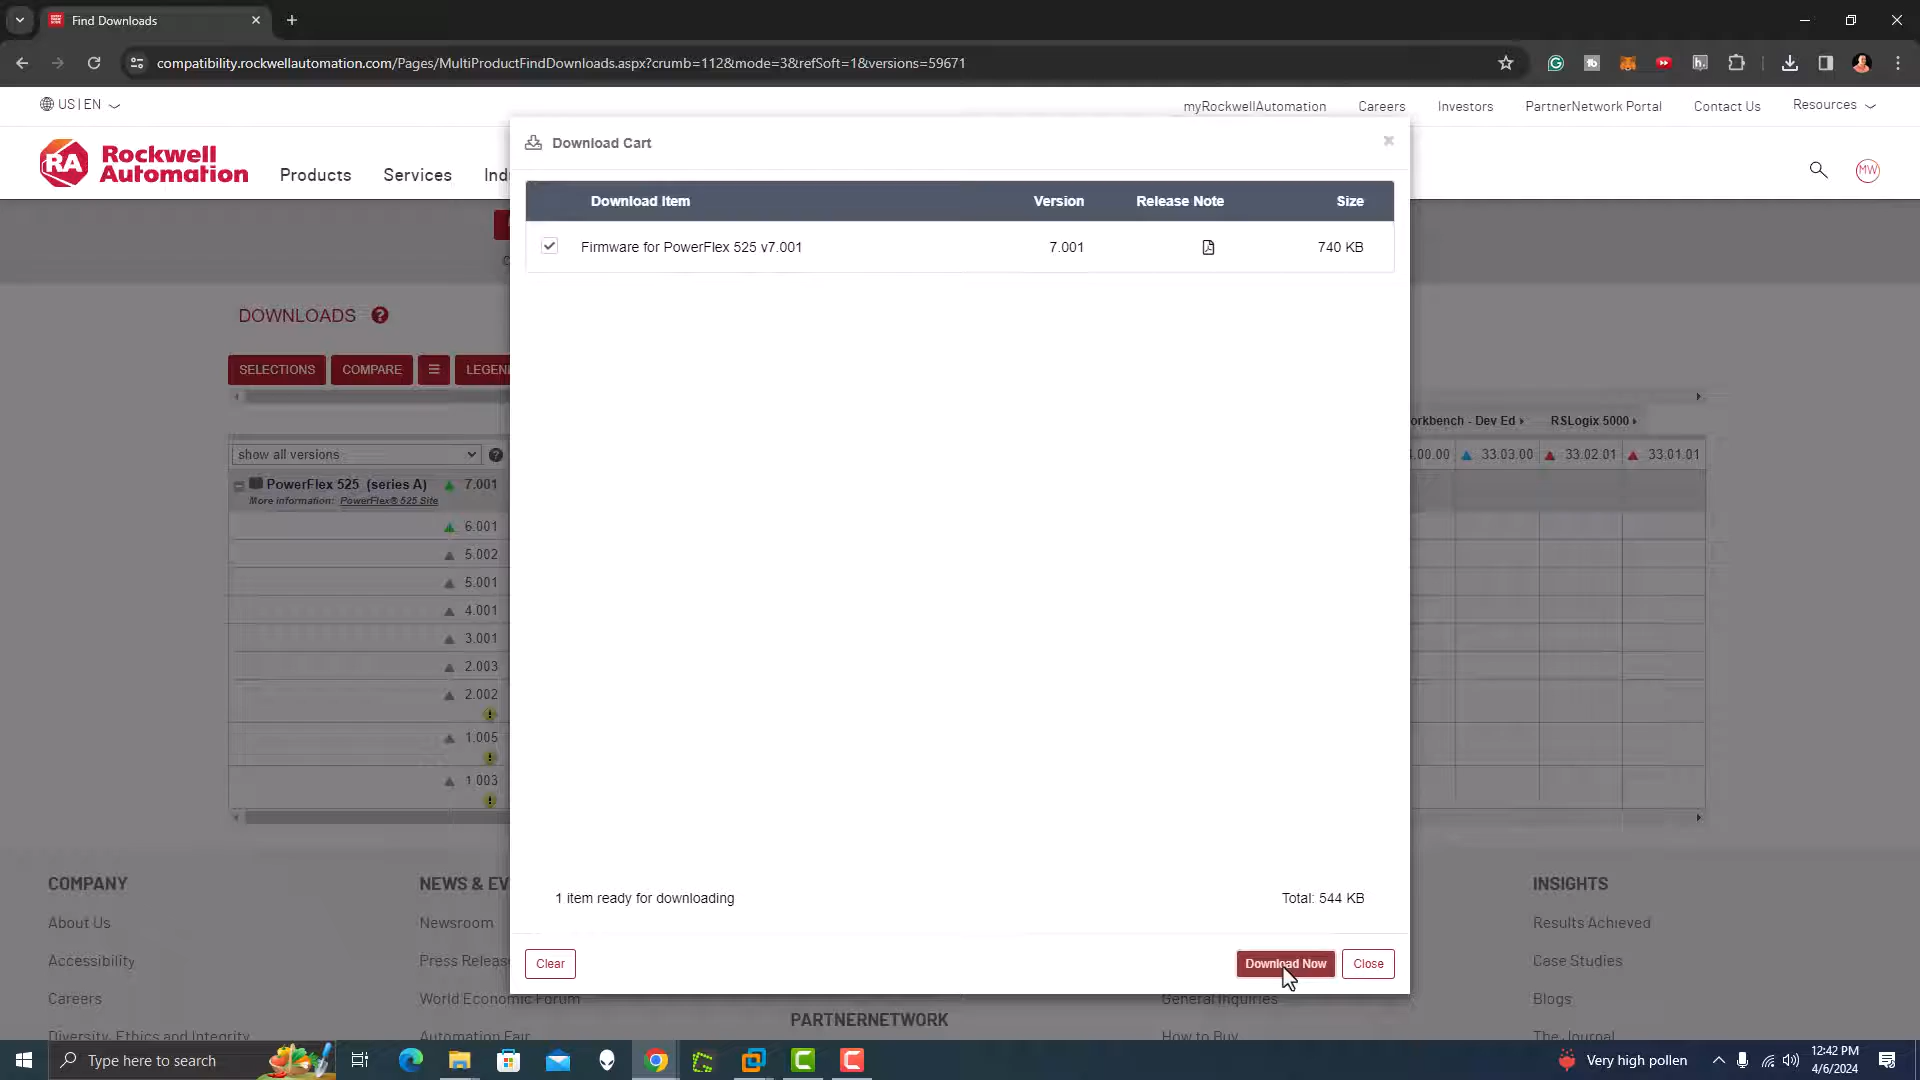 Find Downloads
compatibility.rockwellautomation.com/Pages/MultiProductFindDownloads.aspx?crumb=112&mode=3&refSoft=1&versions=59671
US | EN
myRockwellAutomation Careers Investors PartnerNetwork Portal Contact Us Resources
RA Rockwell
Automation
Products Services Ind
MW
Download Cart
Download Item Version Release Note Size
Firmware for PowerFlex 525 v7.001 7.001 740 KB
DOWNLOADS ?
SELECTIONS COMPARE LEGEN
orkbench - Dev Ed RSLogix 5000
show all versions ? .00.00 33.03.00 33.02.01 33.01.01
PowerFlex 525 (series A) 7.001
More information: PowerFlex® 525 Site
6.001
5.002
5.001
4.001
3.001
2.003
2.002
1.005
1.003
1 item ready for downloading Total: 544 KB
Clear Download Now Close
COMPANY NEWS & EV INSIGHTS
About Us Newsroom Results Achieved
Accessibility Press Releas Case Studies
Careers World Economic Forum General Inquiries Blogs
PARTNERNETWORK
Diversity, Ethics and Integrity Automation Fair How to Buy The Journal
Type here to search
Very high pollen
12:42 PM
4/6/2024